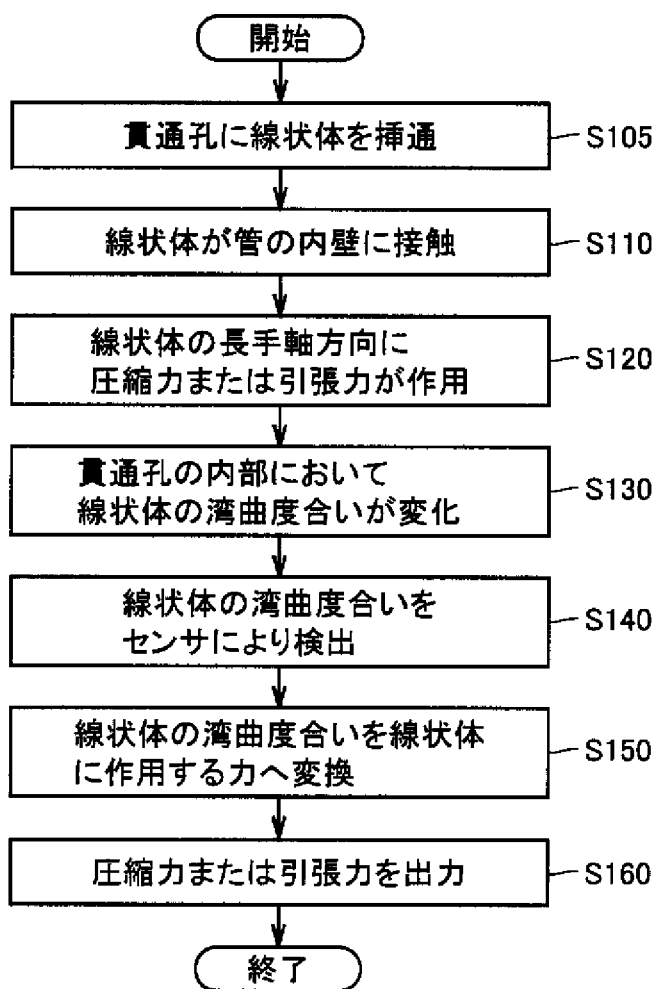 開始
貫通孔に線状体を挿通
S105
線状体が管の内壁に接触
S110
線状体の長手軸方向に
圧縮力または引張力が作用
S120
貫通孔の内部において
線状体の湾曲度合いが変化
S130
線状体の湾曲度合いを
センサにより検出
S140
線状体の湾曲度合いを線状体
に作用する力へ変換
S150
圧縮力または引張力を出力
S160
終了